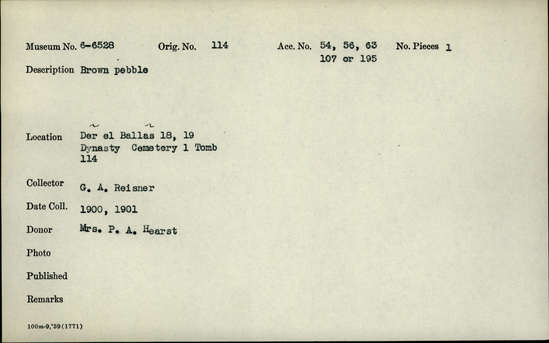 Museum No. 6-6528 Orig. No. 114 Acc. No. 54, 56, 63 No. Pieces 1
107 or 195
Description Brown pebble
Location Der el Ballas 18, 19
Dynasty Cemetery 1 Tomb
114
Collector G. A. Reisner
Date Coll. 1900, 1901
Donor Mrs. P. A. Hearst
Photo
Published
Remarks
100m-9,'39(1771)